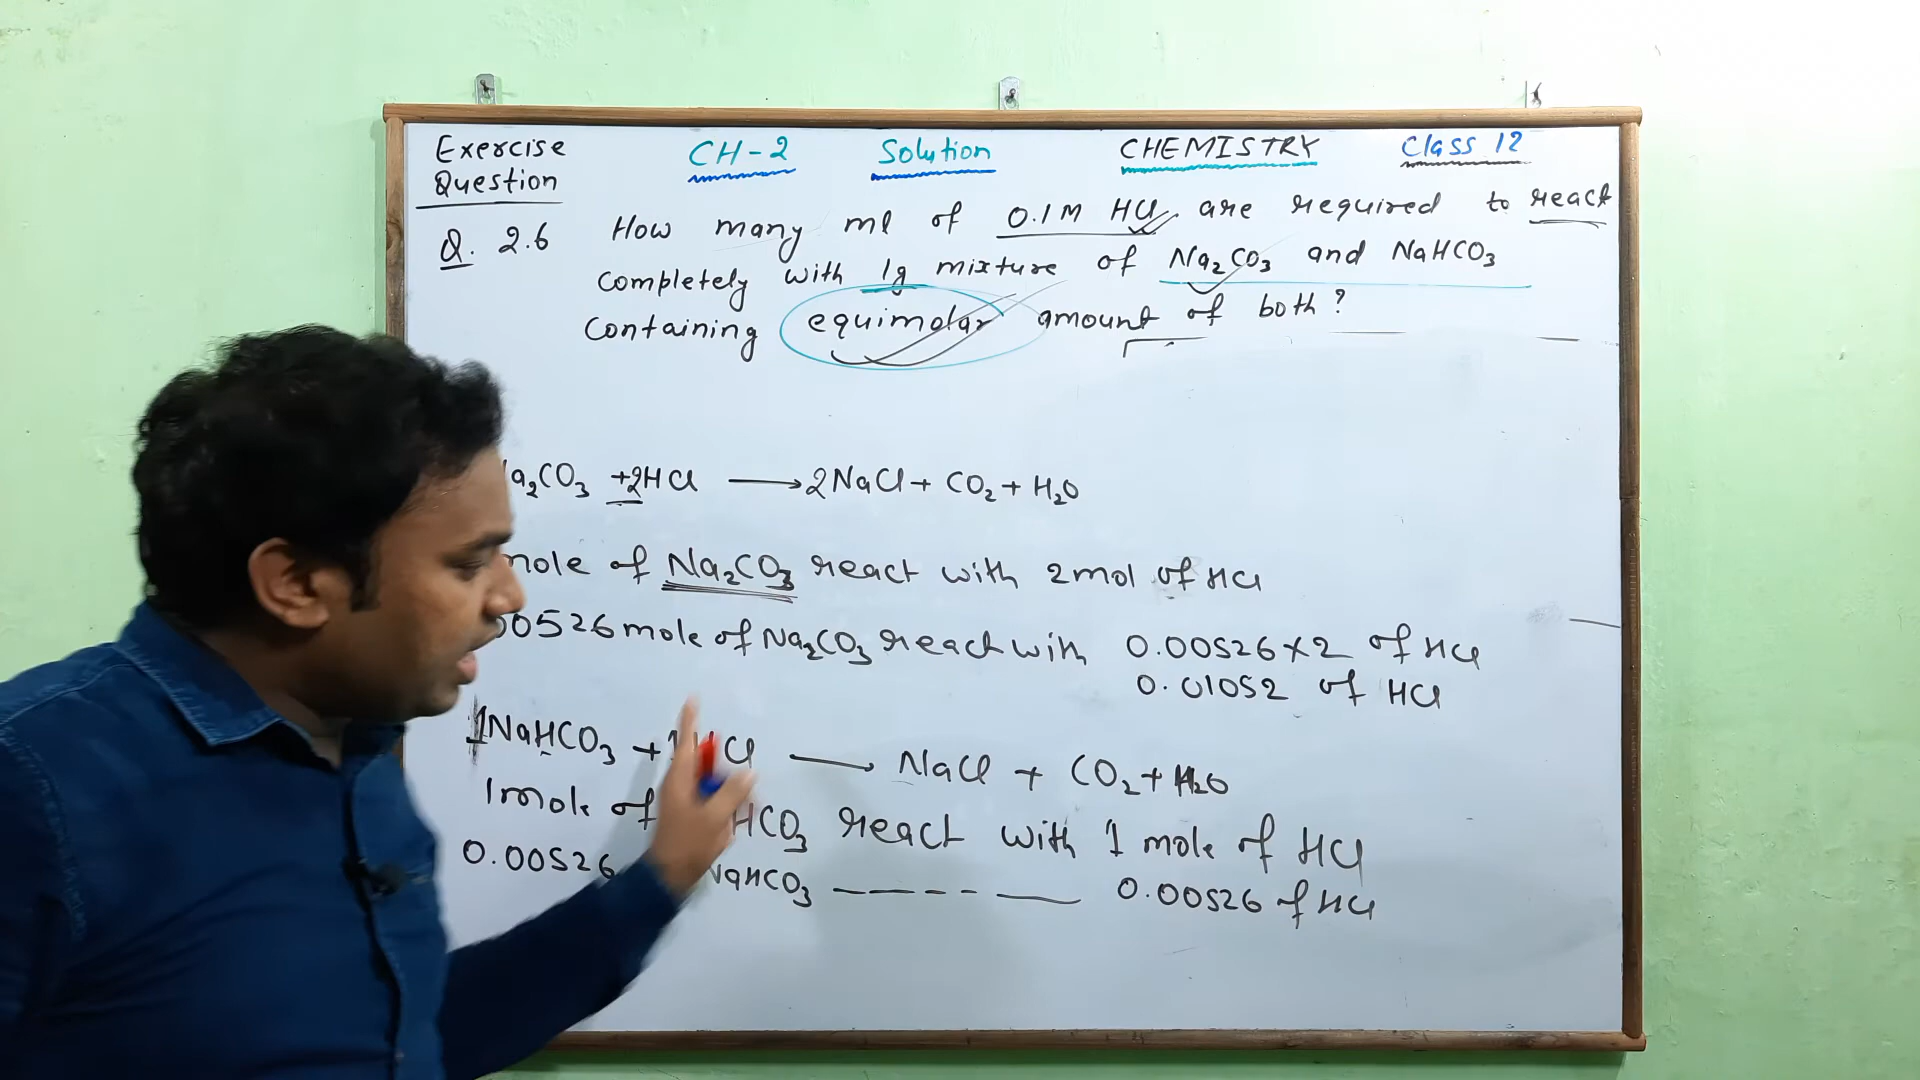 Exercise Question
CH-2 Solution CHEMISTRY Class 12
Q. 2.6 How many ml of 0.1M HCl are required to react
completely with 1g mixture of Na₂CO₃ and NaHCO₃
containing equimolar amount of both?
a₂CO₃ + 2HCl ⟶ 2NaCl + CO₂ + H₂O
mole of Na₂CO₃ react with 2mol of HCl
00526 mole of Na₂CO₃ react with 0.00526×2 of HCl
0.01052 of HCl
1NaHCO₃ + 1HCl ⟶ NaCl + CO₂ + H₂O
1mole of HCO₃ react with 1 mole of HCl
0.00526 NaHCO₃ ------ 0.00526 of HCl